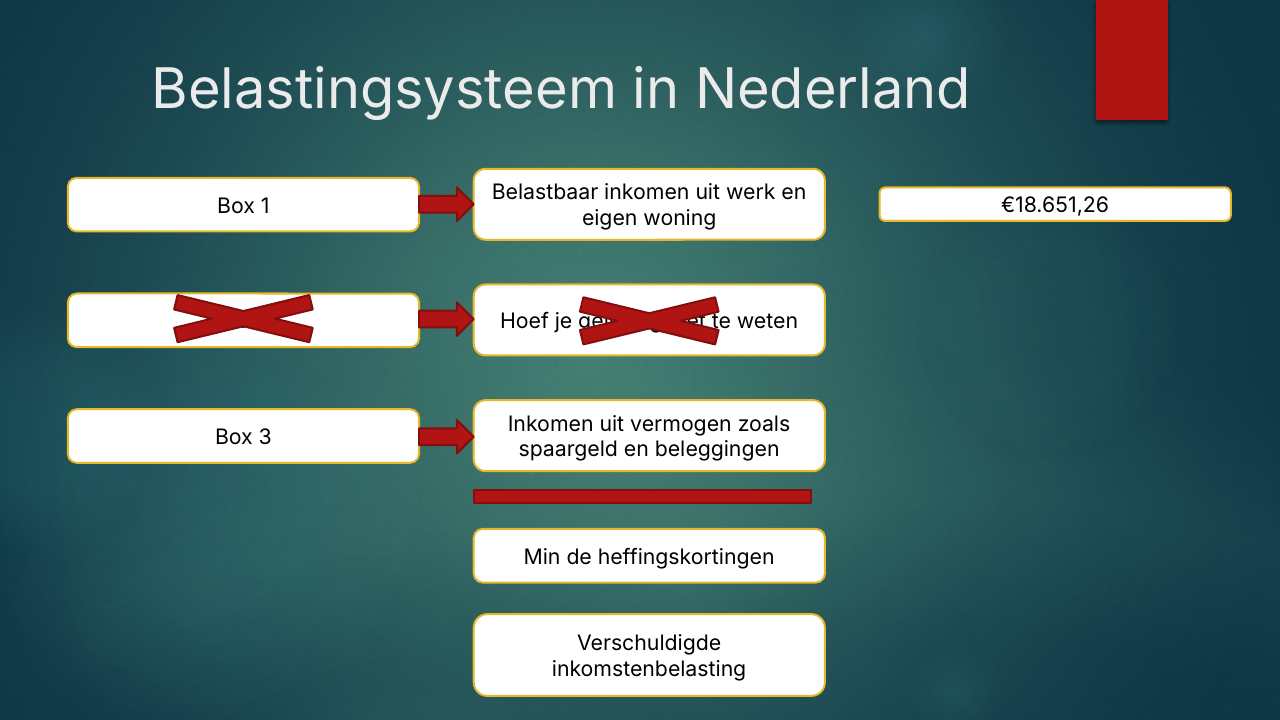 Belastingsysteem in Nederland
Box 1
Belastbaar inkomen uit werk en
eigen woning
€18.651,26
Hoef je te weten
Box 3
Inkomen uit vermogen zoals
spaargeld en beleggingen
Min de heffingskortingen
Verschuldigde
inkomstenbelasting